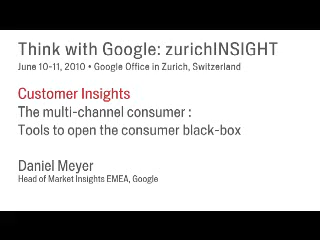 Think with Google: zurichINSIGHT
June 10-11, 2010 • Google Office in Zurich, Switzerland
Customer Insights
The multi-channel consumer :
Tools to open the consumer black-box
Daniel Meyer
Head of Market Insights EMEA, Google